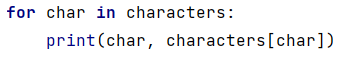 for char in characters:
    print(char, characters[char])